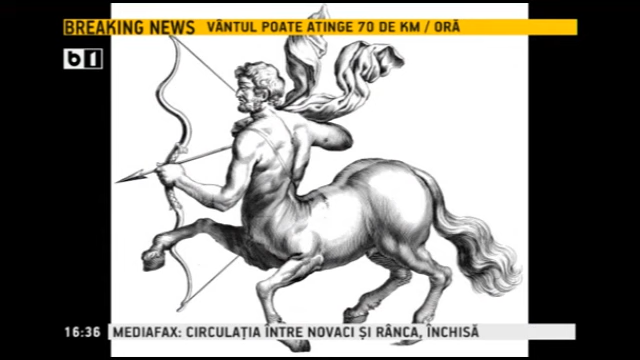 BREAKING NEWS VÂNTUL POATE ATINGE 70 DE KM / ORĂ
b1
16:36 MEDIAFAX: CIRCULAȚIA ÎNTRE NOVACI ȘI RÂNCA, ÎNCHISĂ